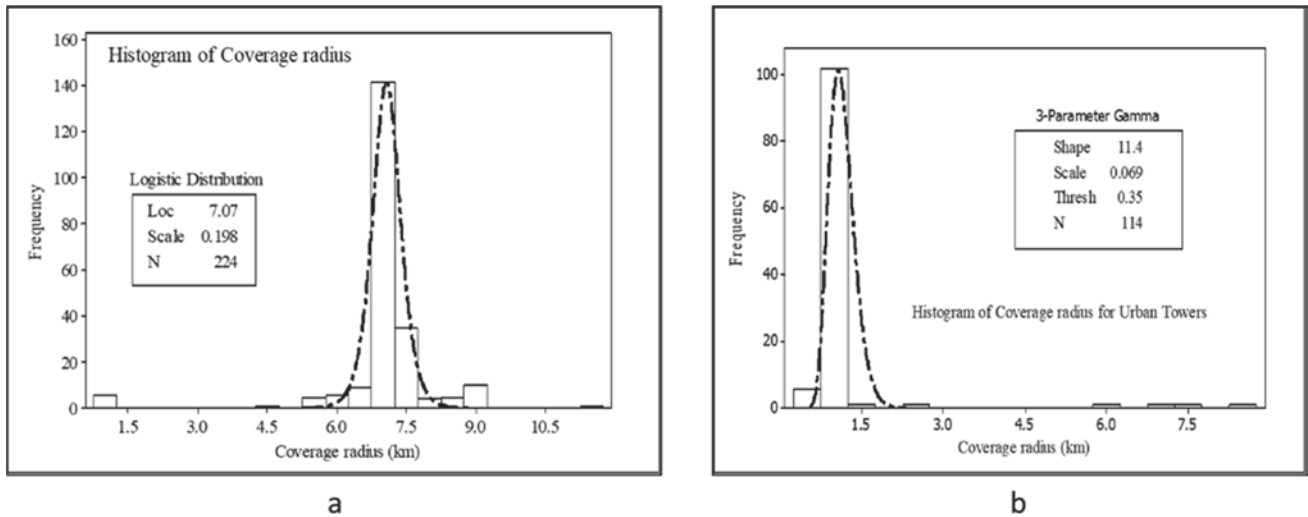 Histogram of Coverage radius
160
140
120
100
80
60
40
20
0
Frequency
Logistic Distribution
Loc 7.07
Scale 0.198
N 224
1.5 3.0 4.5 6.0 7.5 9.0 10.5
Coverage radius (km)
a
100
80
60
40
20
0
Frequency
3-Parameter Gamma
Shape 11.4
Scale 0.069
Thresh 0.35
N 114
Histogram of Coverage radius for Urban Towers
1.5 3.0 4.5 6.0 7.5
Coverage radius (km)
b